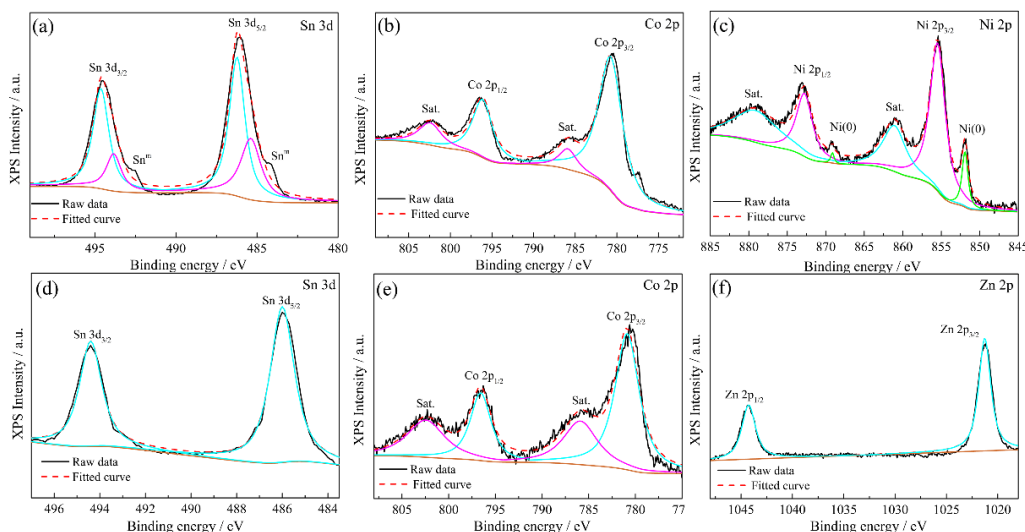 (a)
Sn 3d
Sn 3d5/2
Sn 3d3/2
Snᵐ
Snᵐ
Raw data
Fitted curve
495 490 485 480
Binding energy / eV
XPS Intensity / a.u.
(b)
Co 2p
Co 2p3/2
Co 2p1/2
Sat.
Sat.
Raw data
Fitted curve
805 800 795 790 785 780 775
Binding energy / eV
XPS Intensity / a.u.
(c)
Ni 2p
Ni 2p3/2
Ni 2p1/2
Sat.
Sat.
Ni(0)
Ni(0)
Raw data
Fitted curve
885 880 875 870 865 860 855 850 845
Binding energy / eV
XPS Intensity / a.u.
(d)
Sn 3d
Sn 3d5/2
Sn 3d3/2
Raw data
Fitted curve
496 494 492 490 488 486 484
Binding energy / eV
XPS Intensity / a.u.
(e)
Co 2p
Co 2p3/2
Co 2p1/2
Sat.
Sat.
Raw data
Fitted curve
805 800 795 790 785 780 77
Binding energy / eV
XPS Intensity / a.u.
(f)
Zn 2p
Zn 2p3/2
Zn 2p1/2
Raw data
Fitted curve
1045 1040 1035 1030 1025 1020
Binding energy / eV
XPS Intensity / a.u.